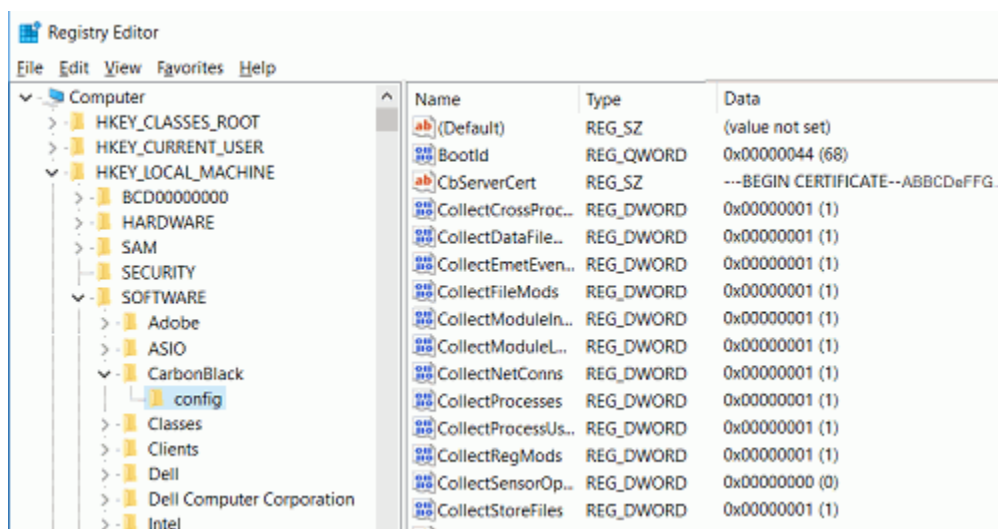 Registry Editor
File Edit View Favorites Help
Computer
HKEY_CLASSES_ROOT
HKEY_CURRENT_USER
HKEY_LOCAL_MACHINE
BCD00000000
HARDWARE
SAM
SECURITY
SOFTWARE
Adobe
ASIO
CarbonBlack
config
Classes
Clients
Dell
Dell Computer Corporation
Intel
Name Type Data
ab (Default) REG_SZ (value not set)
BootId REG_QWORD 0x00000044 (68)
ab CbServerCert REG_SZ ---BEGIN CERTIFICATE--ABBCDeFFG.
CollectCrossProc... REG_DWORD 0x00000001 (1)
CollectDataFile... REG_DWORD 0x00000001 (1)
CollectEmetEven... REG_DWORD 0x00000001 (1)
CollectFileMods REG_DWORD 0x00000001 (1)
CollectModuleIn... REG_DWORD 0x00000001 (1)
CollectModuleL... REG_DWORD 0x00000001 (1)
CollectNetConns REG_DWORD 0x00000001 (1)
CollectProcesses REG_DWORD 0x00000001 (1)
CollectProcessUs... REG_DWORD 0x00000001 (1)
CollectRegMods REG_DWORD 0x00000001 (1)
CollectSensorOp... REG_DWORD 0x00000000 (0)
CollectStoreFiles REG_DWORD 0x00000001 (1)